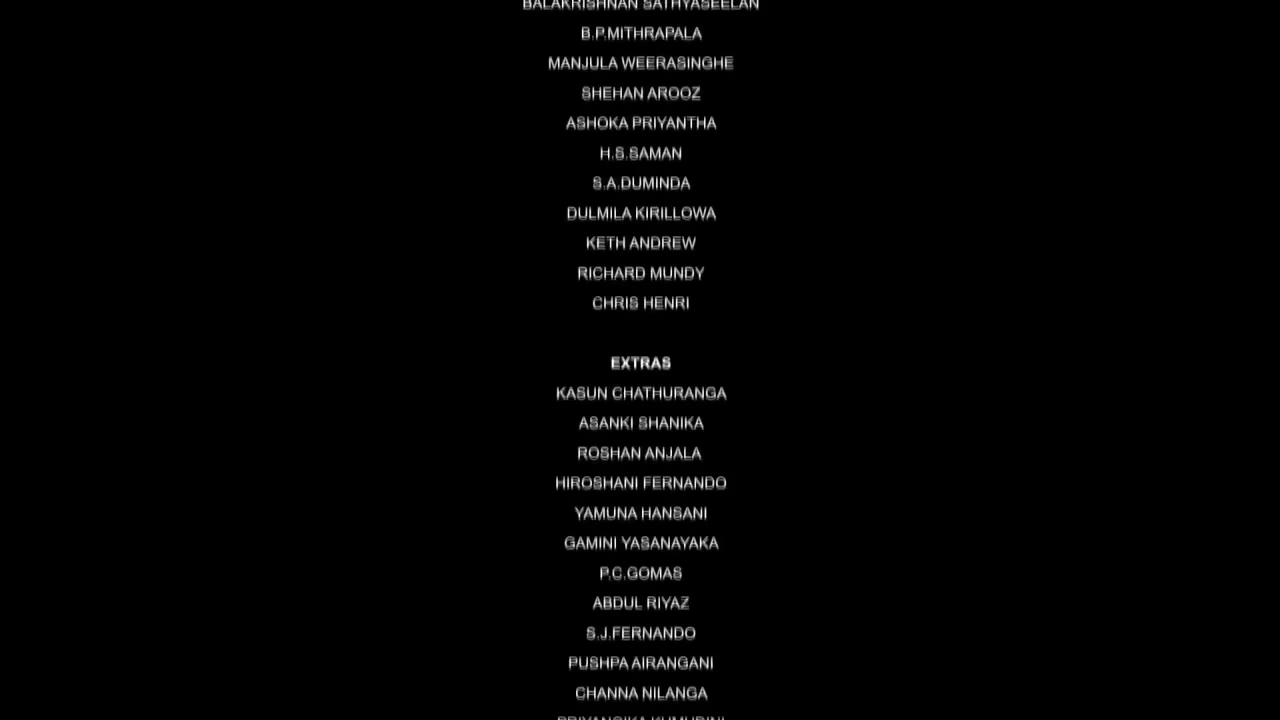 BALAKRISHNAN SATHYASEELAN
B.P.MITHRAPALA
MANJULA WEERASINGHE
SHEHAN AROOZ
ASHOKA PRIYANTHA
H.S.SAMAN
S.A.DUMINDA
DULMILA KIRILLOWA
KETH ANDREW
RICHARD MUNDY
CHRIS HENRI
EXTRAS
KASUN CHATHURANGA
ASANKI SHANIKA
ROSHAN ANJALA
HIROSHANI FERNANDO
YAMUNA HANSANI
GAMINI YASANAYAKA
P.C.GOMAS
ABDUL RIYAZ
S.J.FERNANDO
PUSHPA AIRANGANI
CHANNA NILANGA